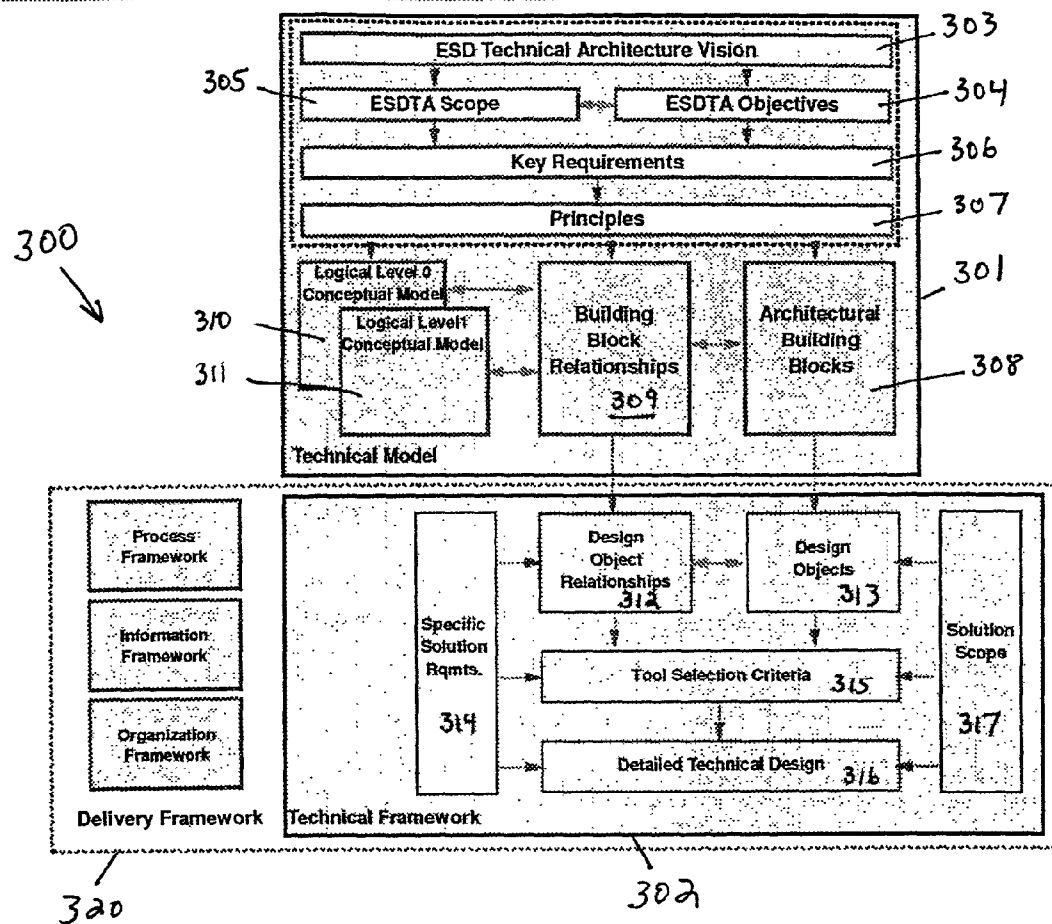 ESD Technical Architecture Vision
303
305
ESDTA Scope
ESDTA Objectives
304
Key Requirements
306
Principles
307
300
Logical Level 0
Conceptual Model
Logical Level1
Conceptual Model
310
311
Building
Block
Relationships
309
Architectural
Building
Blocks
301
308
Technical Model
Process
Framework
Information
Framework
Organization
Framework
Delivery Framework
Specific
Solution
Rqmts.
314
Design
Object
Relationships
312
Design
Objects
313
Tool Selection Criteria
315
Detailed Technical Design
316
Solution
Scope
317
Technical Framework
320
302